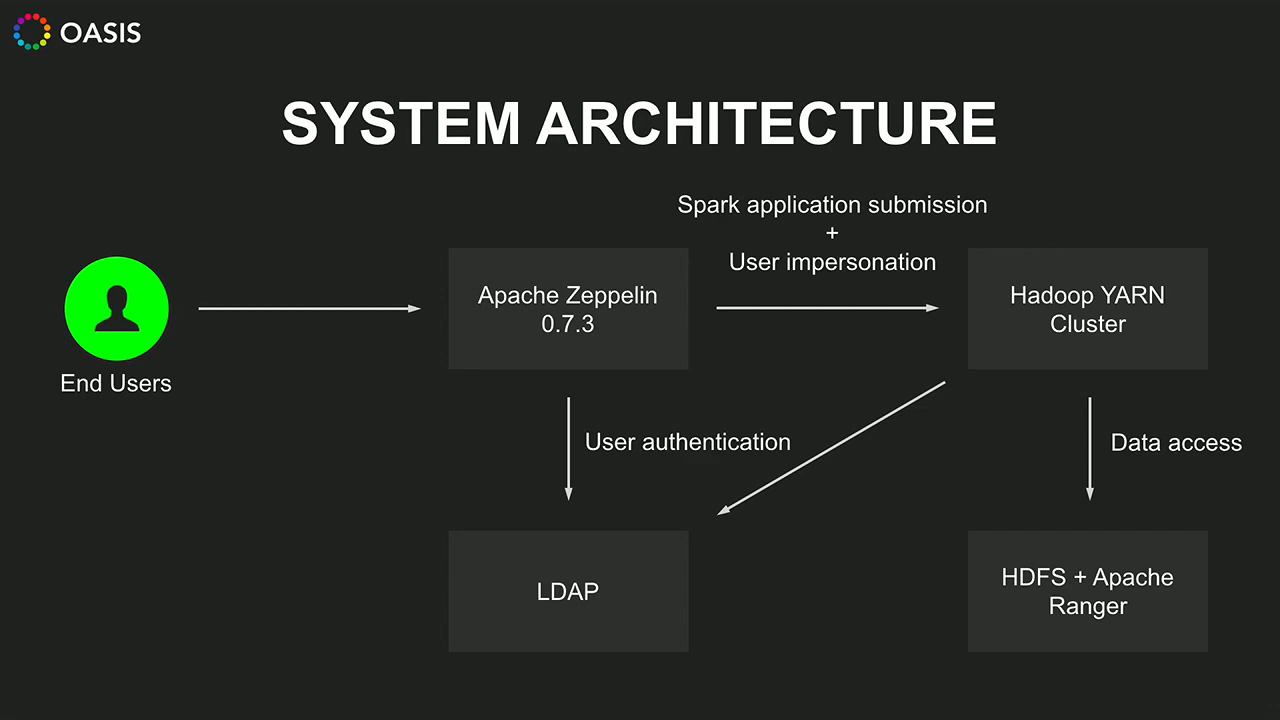 OASIS
SYSTEM ARCHITECTURE
Spark application submission
+
User impersonation
Apache Zeppelin
0.7.3
Hadoop YARN
Cluster
End Users
User authentication
Data access
LDAP
HDFS + Apache
Ranger